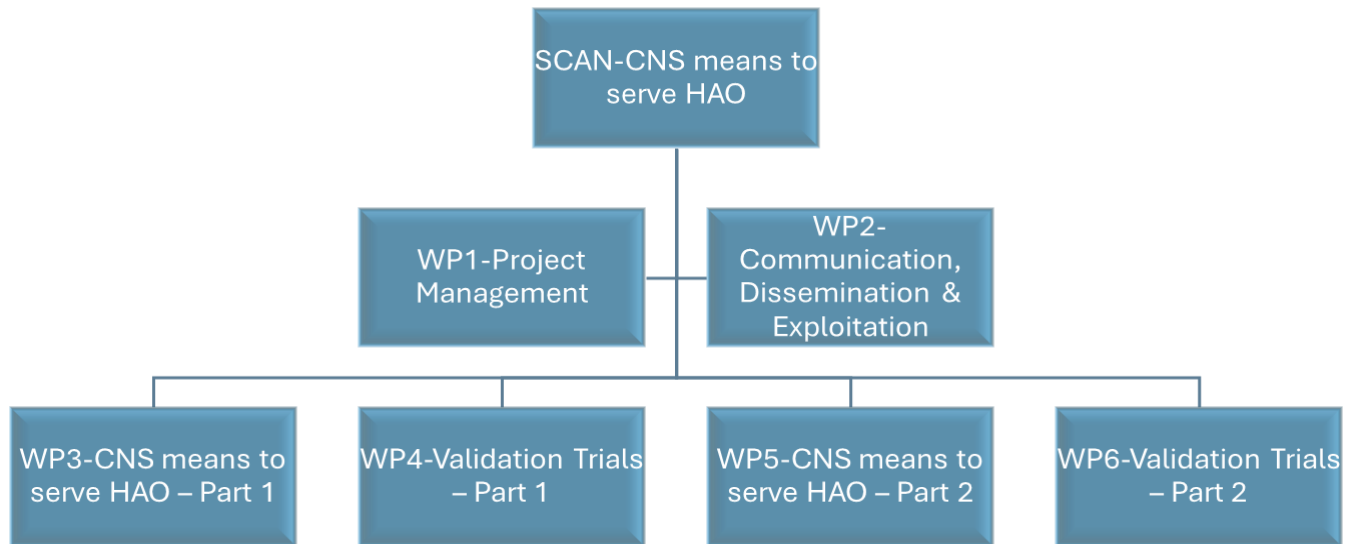 SCAN-CNS means to
serve HAO
WP1-Project
Management
WP2-
Communication,
Dissemination &
Exploitation
WP3-CNS means to
serve HAO – Part 1
WP4-Validation Trials
– Part 1
WP5-CNS means to
serve HAO – Part 2
WP6-Validation Trials
– Part 2